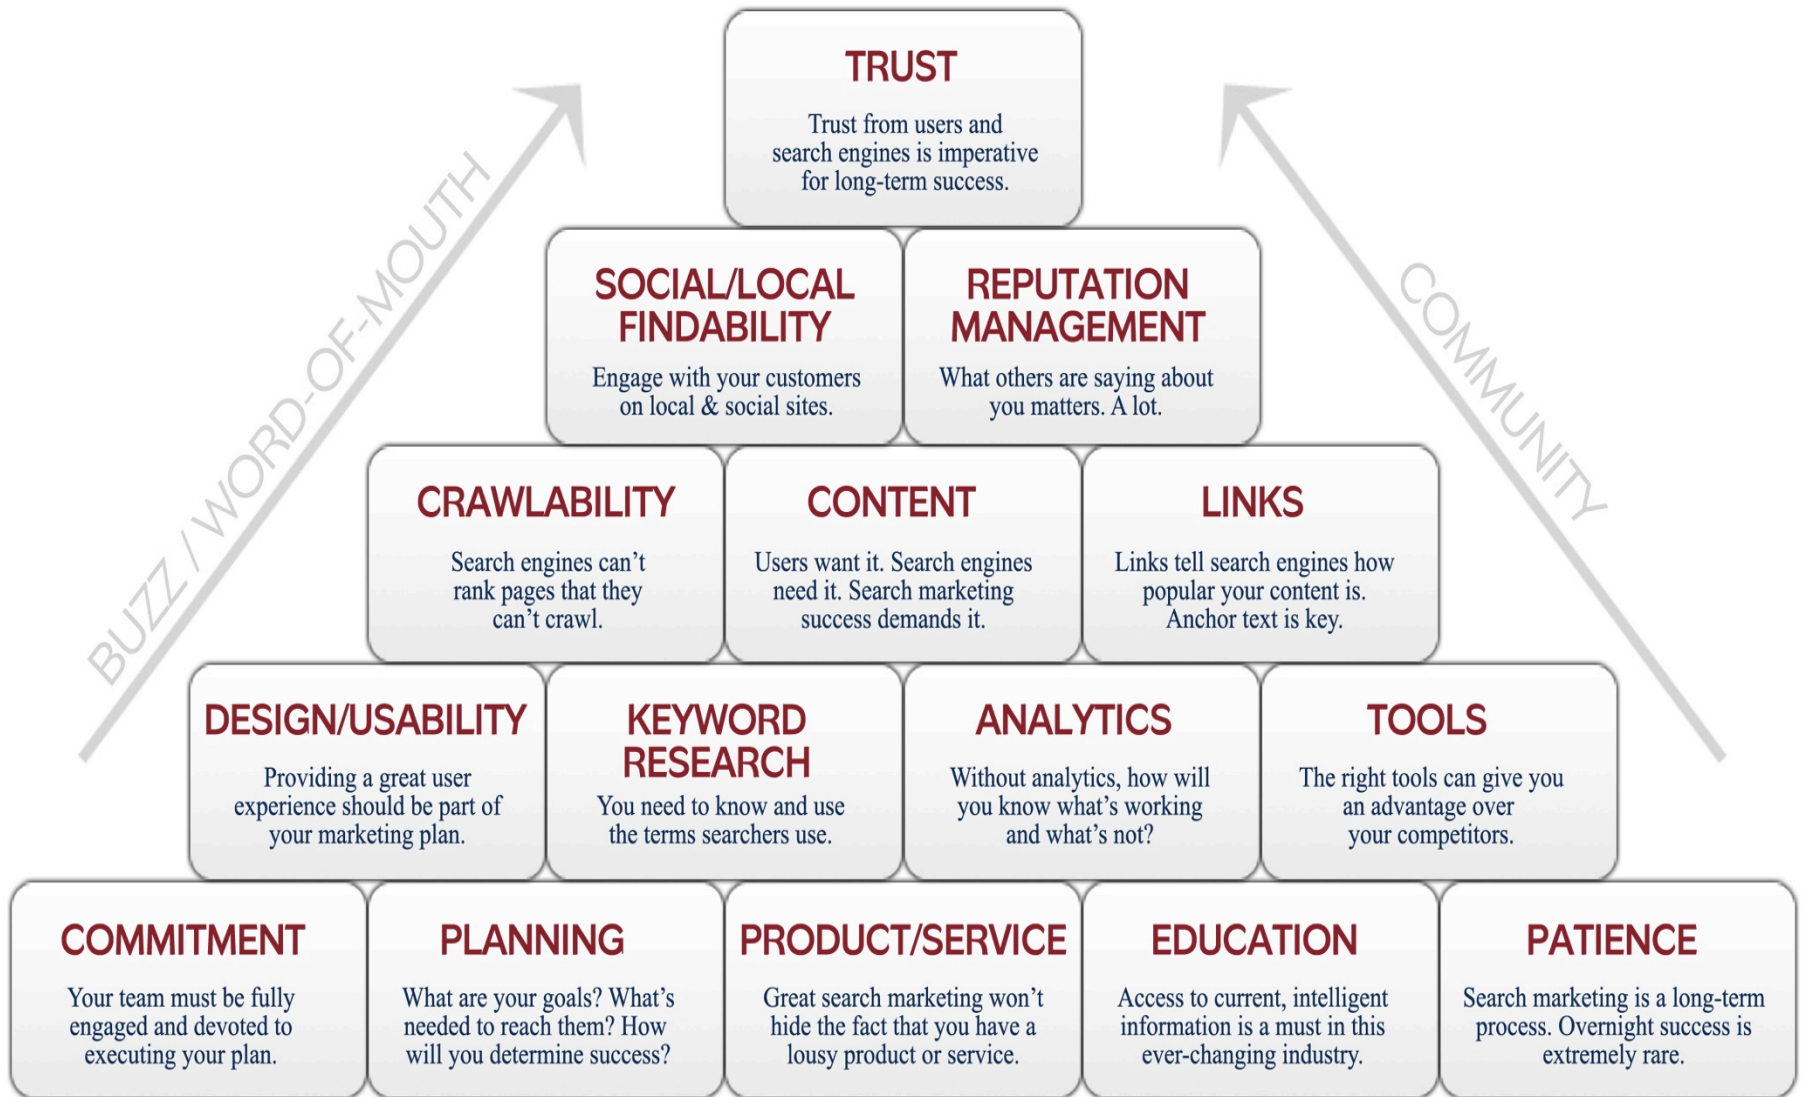 TRUST
Trust from users and
search engines is imperative
for long-term success.
BUZZ / WORD-OF-MOUTH
COMMUNITY
SOCIAL/LOCAL
FINDABILITY
Engage with your customers
on local & social sites.
REPUTATION
MANAGEMENT
What others are saying about
you matters. A lot.
CRAWLABILITY
Search engines can't
rank pages that they
can't crawl.
CONTENT
Users want it. Search engines
need it. Search marketing
success demands it.
LINKS
Links tell search engines how
popular your content is.
Anchor text is key.
DESIGN/USABILITY
Providing a great user
experience should be part of
your marketing plan.
KEYWORD
RESEARCH
You need to know and use
the terms searchers use.
ANALYTICS
Without analytics, how will
you know what's working
and what's not?
TOOLS
The right tools can give you
an advantage over
your competitors.
COMMITMENT
Your team must be fully
engaged and devoted to
executing your plan.
PLANNING
What are your goals? What's
needed to reach them? How
will you determine success?
PRODUCT/SERVICE
Great search marketing won't
hide the fact that you have a
lousy product or service.
EDUCATION
Access to current, intelligent
information is a must in this
ever-changing industry.
PATIENCE
Search marketing is a long-term
process. Overnight success is
extremely rare.